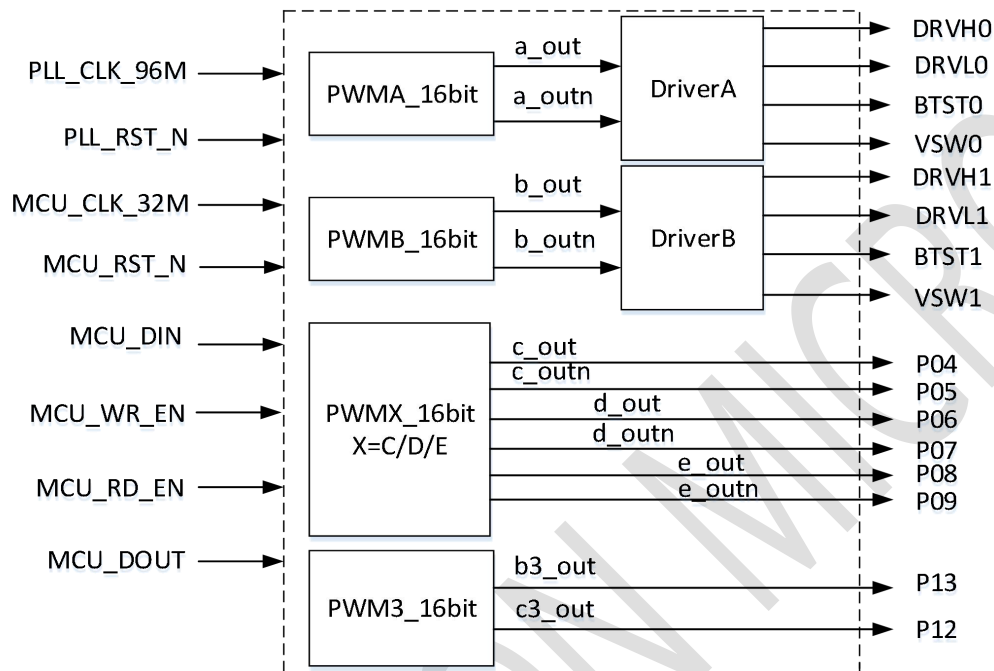 PLL_CLK_96M
PLL_RST_N
MCU_CLK_32M
MCU_RST_N
MCU_DIN
MCU_WR_EN
MCU_RD_EN
MCU_DOUT
PWMA_16bit
a_out
a_outn
DriverA
DRVH0
DRVL0
BTST0
VSW0
PWMB_16bit
b_out
b_outn
DriverB
DRVH1
DRVL1
BTST1
VSW1
PWMX_16bit
X=C/D/E
c_out
c_outn
d_out
d_outn
e_out
e_outn
P04
P05
P06
P07
P08
P09
PWM3_16bit
b3_out
c3_out
P13
P12